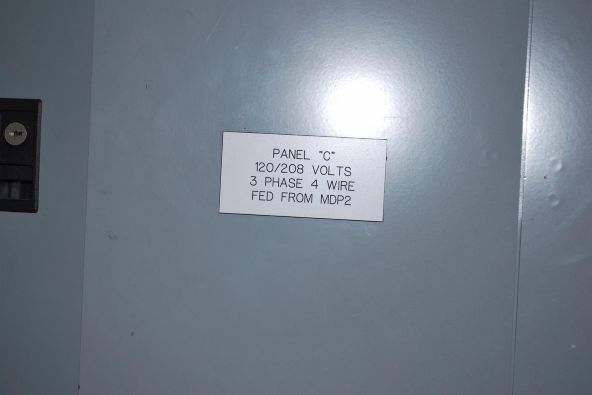 PANEL "C"
120/208 VOLTS
3 PHASE 4 WIRE
FED FROM MDP2